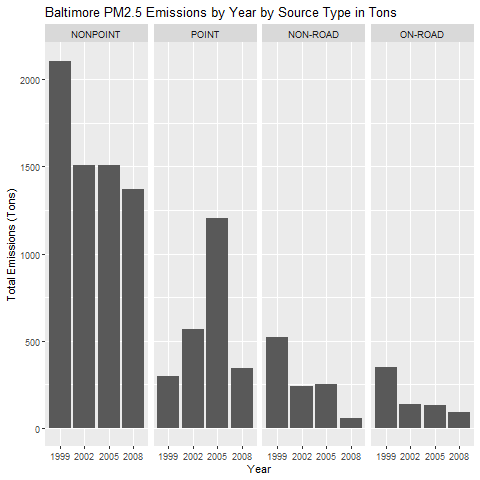 Baltimore PM2.5 Emissions by Year by Source Type in Tons
NONPOINT POINT NON-ROAD ON-ROAD
2000
1500
1000
500
0
Total Emissions (Tons)
1999 2002 2005 2008 1999 2002 2005 2008 1999 2002 2005 2008 1999 2002 2005 2008
Year